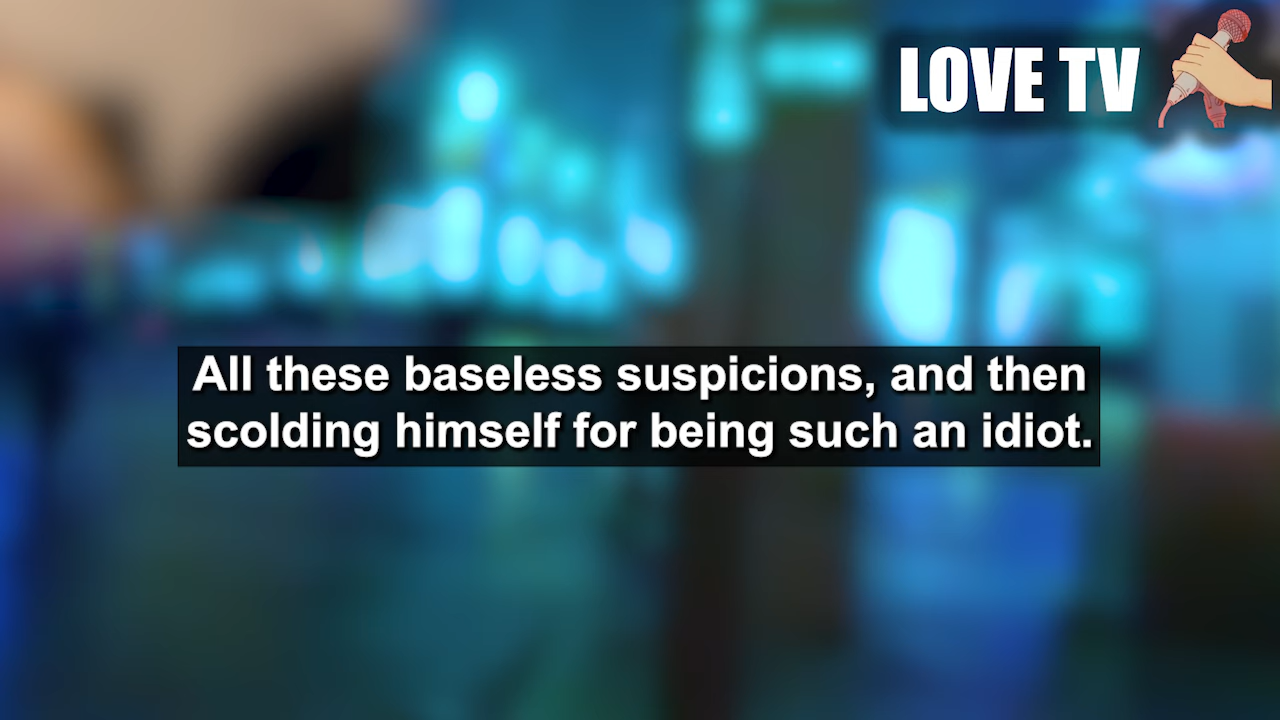 LOVE TV
All these baseless suspicions, and then
scolding himself for being such an idiot.